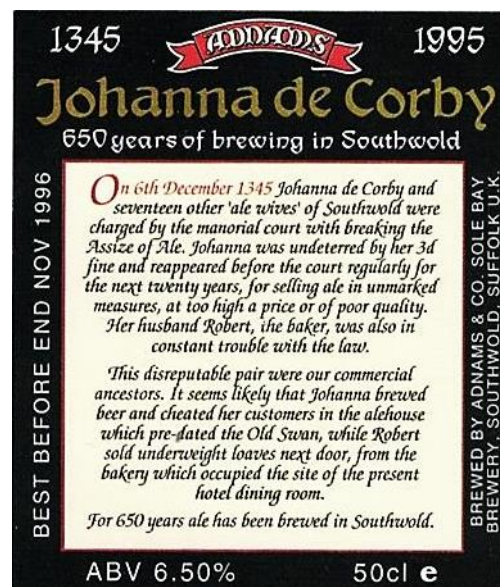 1345 ADNAMS 1995
Johanna de Corby
650 years of brewing in Southwold
On 6th December 1345 Johanna de Corby and
seventeen other 'ale wives' of Southwold were
charged by the manorial court with breaking the
Assize of Ale. Johanna was undeterred by her 3d
fine and reappeared before the court regularly for
the next twenty years, for selling ale in unmarked
measures, at too high a price or of poor quality.
Her husband Robert, the baker, was also in
constant trouble with the law.
This disreputable pair were our commercial
ancestors. It seems likely that Johanna brewed
beer and cheated her customers in the alehouse
which pre-dated the Old Swan, while Robert
sold underweight loaves next door, from the
bakery which occupied the site of the present
hotel dining room.
For 650 years ale has been brewed in Southwold.
BEST BEFORE END NOV 1996
BREWED BY ADNAMS & CO. SOLE BAY
BREWERY, SOUTHWOLD, SUFFOLK, U.K.
ABV 6.50% 50cl e